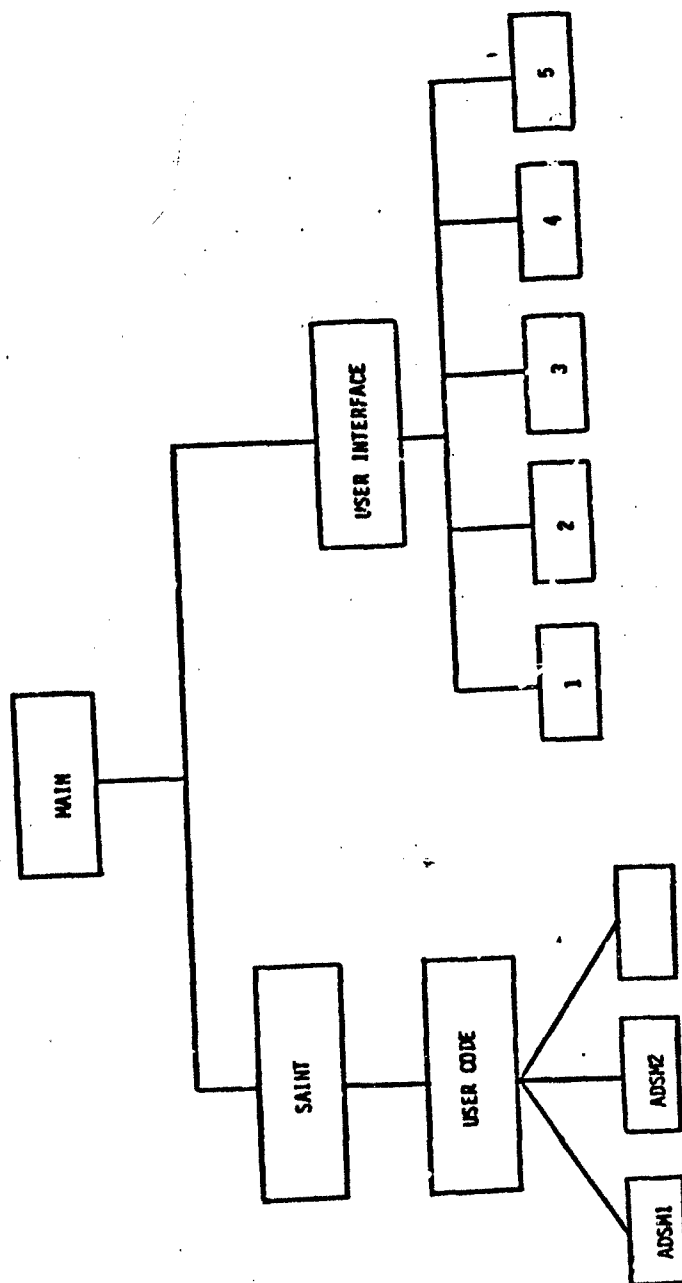 MAIN
SAINT
USER INTERFACE
USER CODE
ADSM1
ADSM2
1
2
3
4
5